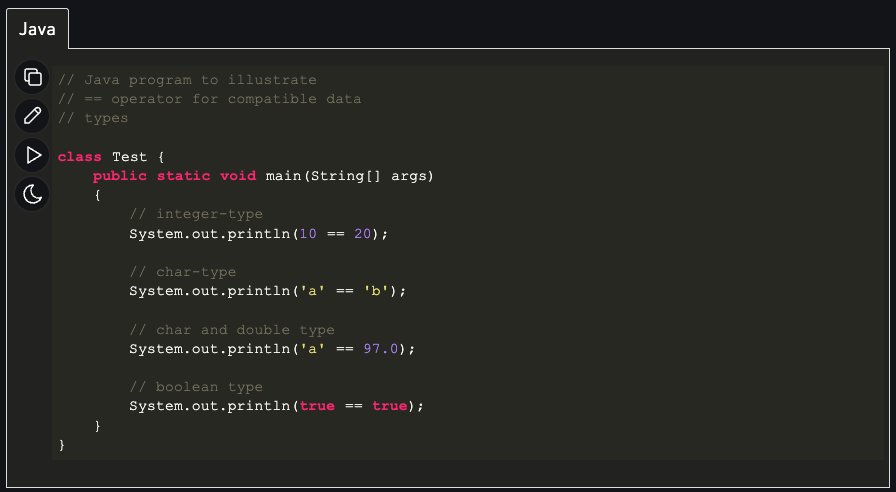 Java
// Java program to illustrate
// == operator for compatible data
// types
class Test {
    public static void main(String[] args)
    {
        // integer-type
        System.out.println(10 == 20);
        // char-type
        System.out.println('a' == 'b');
        // char and double type
        System.out.println('a' == 97.0);
        // boolean type
        System.out.println(true == true);
    }
}